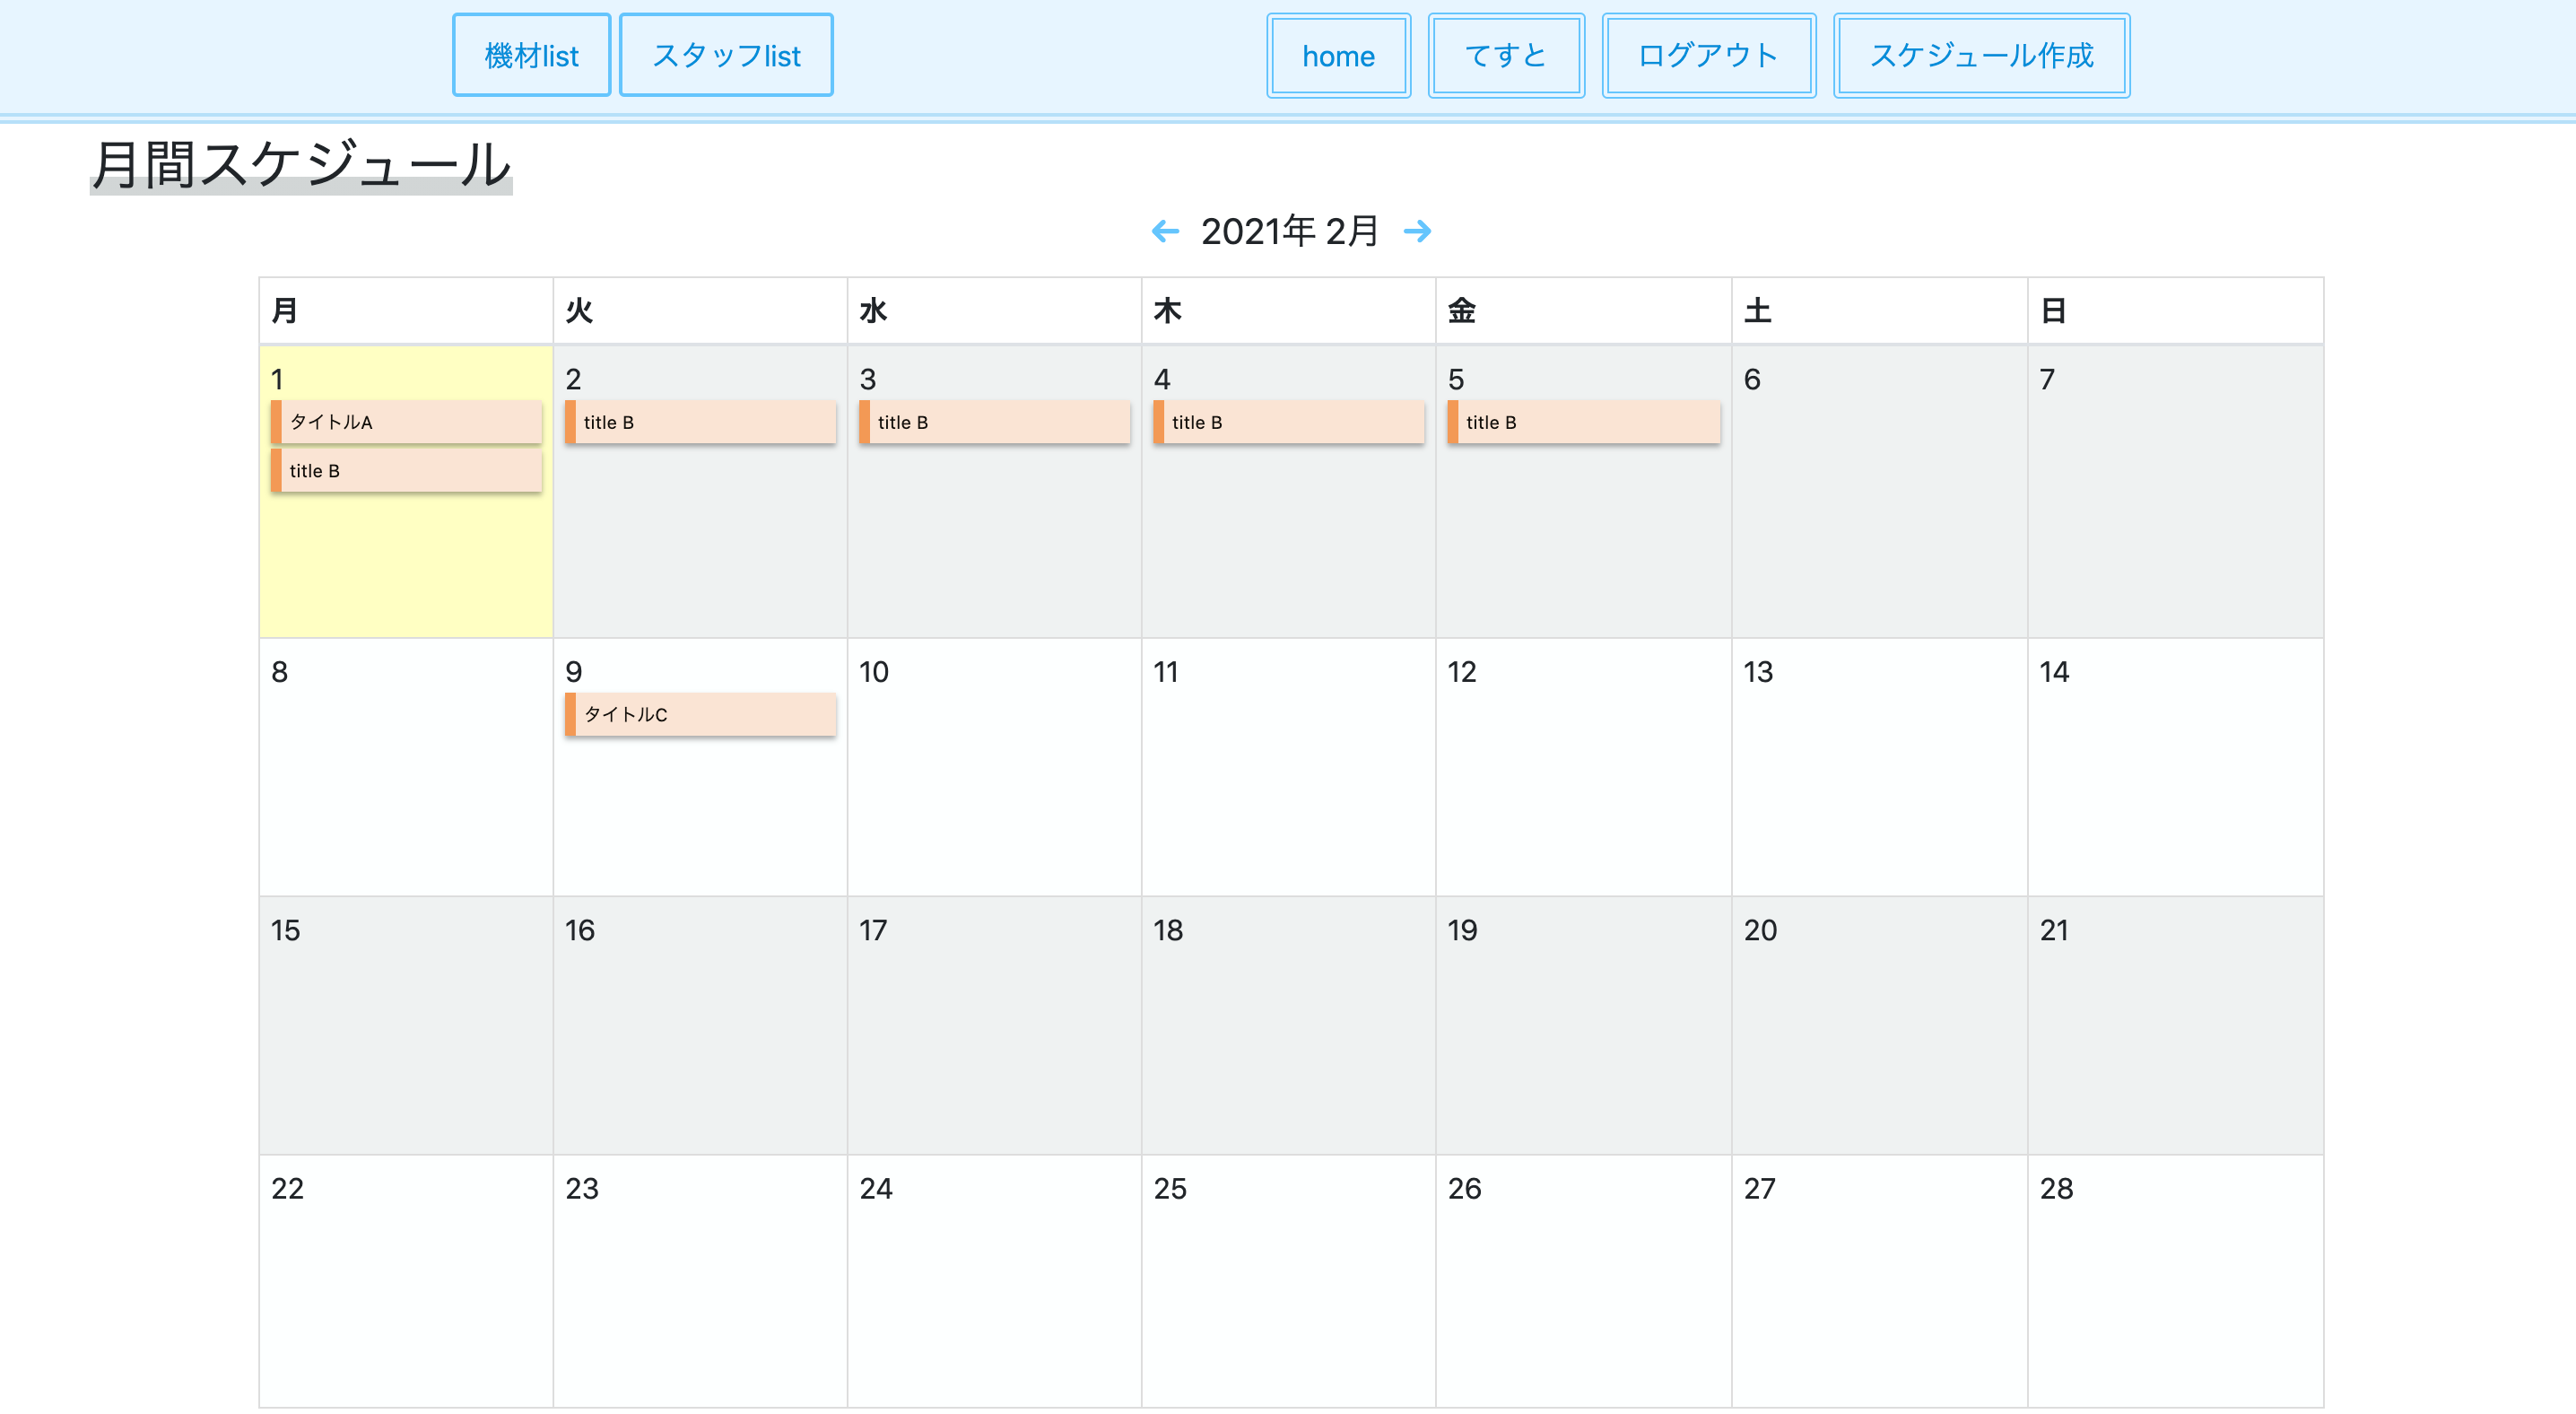 機材list スタッフlist home てすと ログアウト スケジュール作成
月間スケジュール
2021年 2月
月 火 水 木 金 土 日
1 2 3 4 5 6 7
タイトルA title B title B title B title B
title B
8 9 10 11 12 13 14
タイトルC
15 16 17 18 19 20 21
22 23 24 25 26 27 28